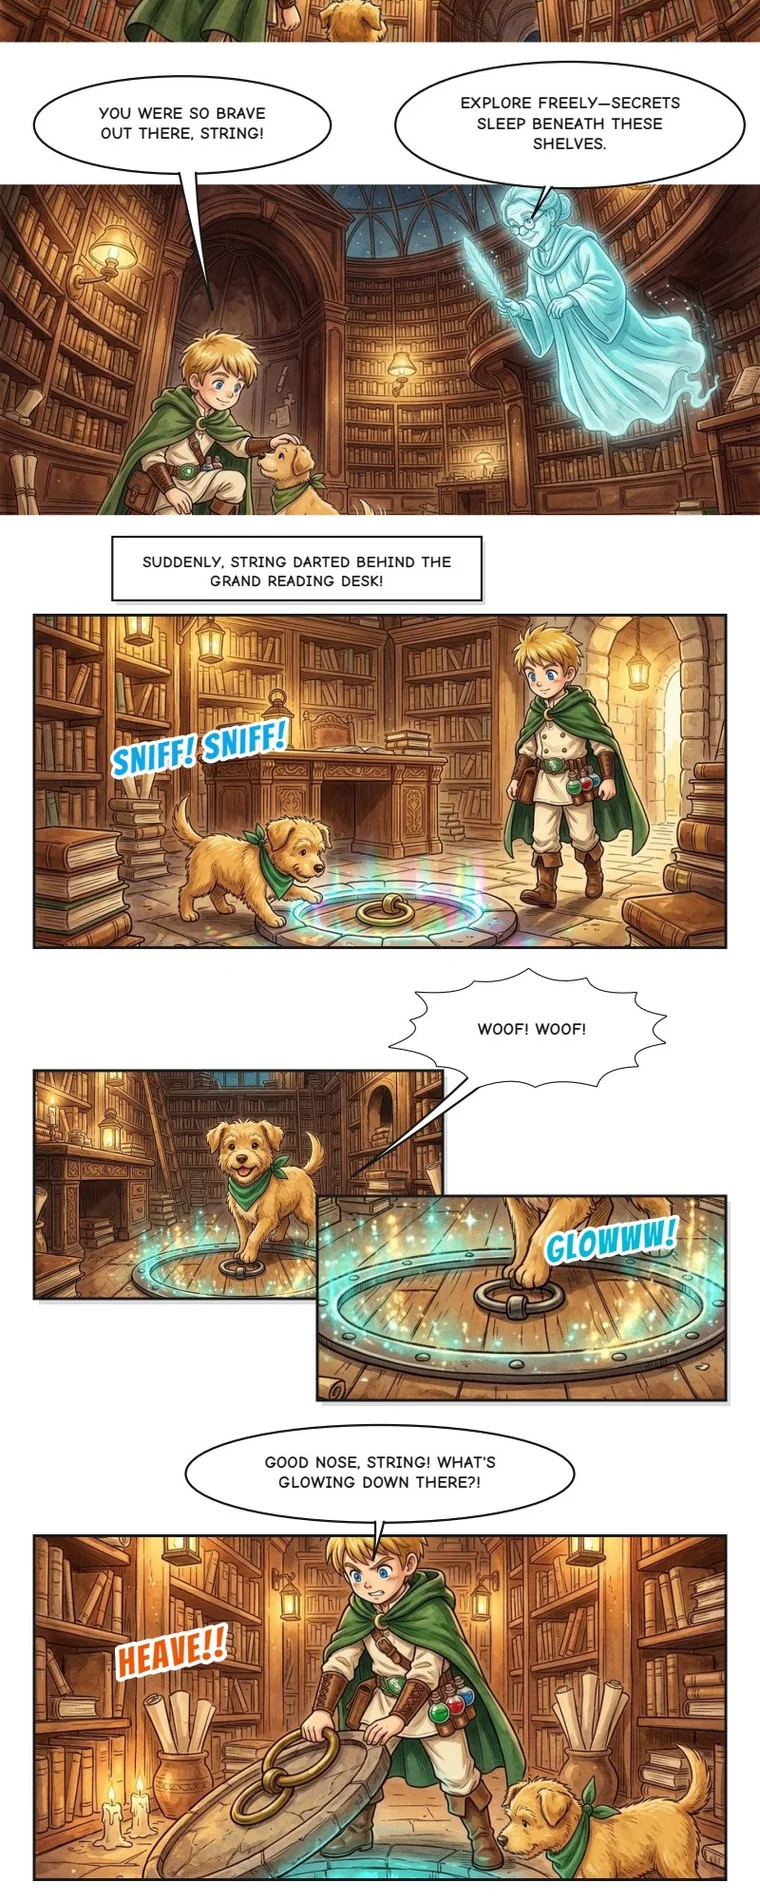 YOU WERE SO BRAVE
OUT THERE, STRING!
EXPLORE FREELY—SECRETS
SLEEP BENEATH THESE
SHELVES.
SUDDENLY, STRING DARTED BEHIND THE
GRAND READING DESK!
SNIFF! SNIFF!
WOOF! WOOF!
GLOWWW!
GOOD NOSE, STRING! WHAT'S
GLOWING DOWN THERE?!
HEAVE!!